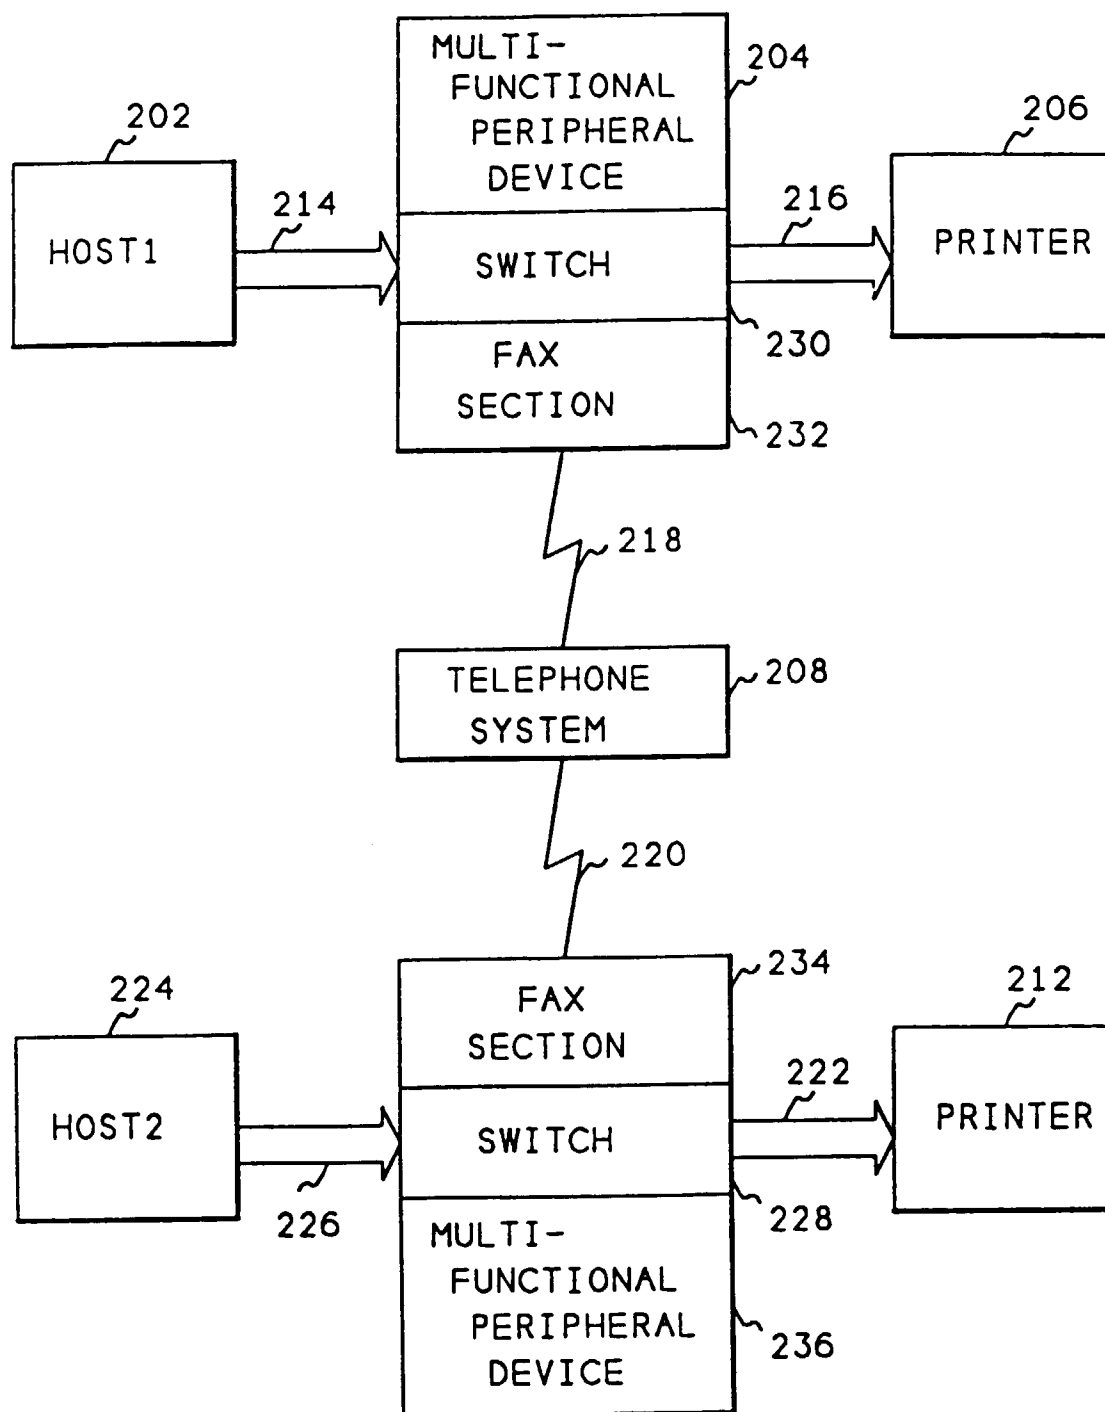 MULTI-
FUNCTIONAL
PERIPHERAL
DEVICE
204
202
206
HOST1
214
SWITCH
216
PRINTER
230
FAX
SECTION
232
218
TELEPHONE
SYSTEM
208
220
234
224
FAX
SECTION
212
HOST2
226
SWITCH
222
PRINTER
228
MULTI-
FUNCTIONAL
PERIPHERAL
DEVICE
236